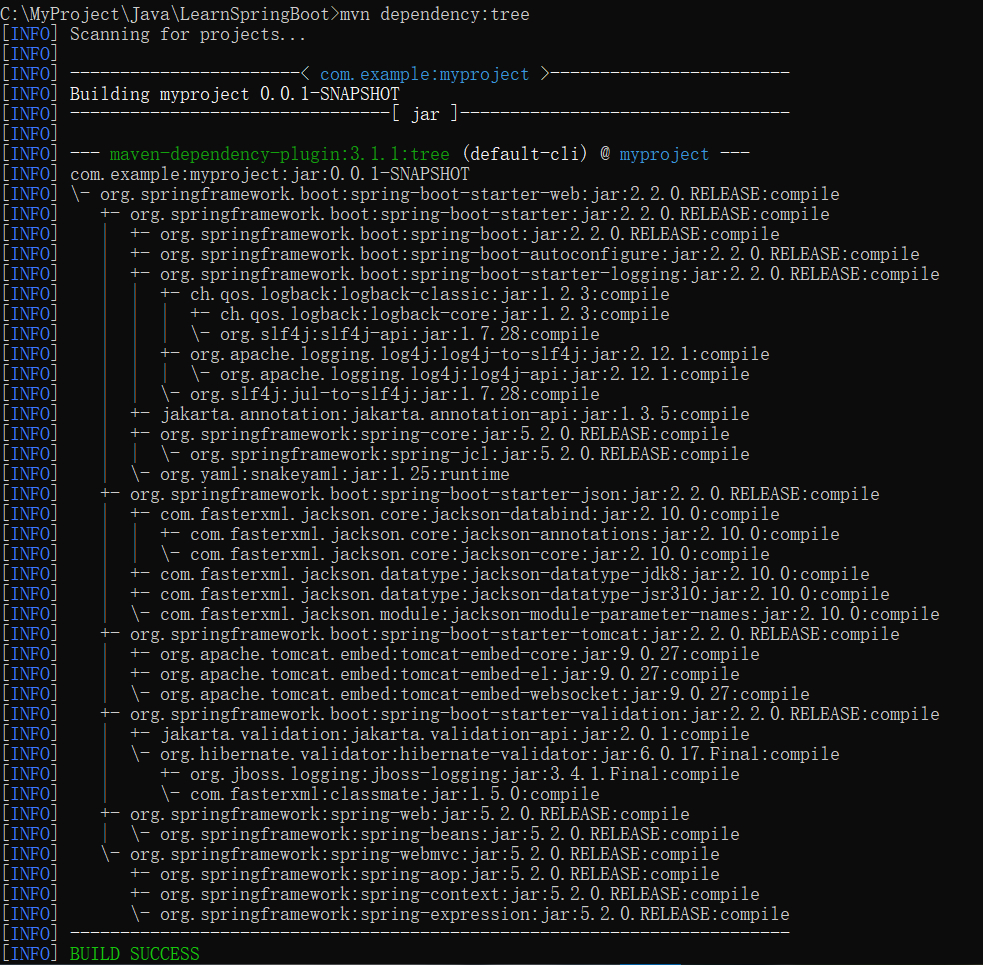 C:\MyProject\Java\LearnSpringBoot>mvn dependency:tree
[INFO] Scanning for projects...
[INFO]
[INFO] -----------------------< com.example:myproject >------------------------
[INFO] Building myproject 0.0.1-SNAPSHOT
[INFO] --------------------------------[ jar ]---------------------------------
[INFO]
[INFO] --- maven-dependency-plugin:3.1.1:tree (default-cli) @ myproject ---
[INFO] com.example:myproject:jar:0.0.1-SNAPSHOT
[INFO] \- org.springframework.boot:spring-boot-starter-web:jar:2.2.0.RELEASE:compile
[INFO]    +- org.springframework.boot:spring-boot-starter:jar:2.2.0.RELEASE:compile
[INFO]    |  +- org.springframework.boot:spring-boot:jar:2.2.0.RELEASE:compile
[INFO]    |  +- org.springframework.boot:spring-boot-autoconfigure:jar:2.2.0.RELEASE:compile
[INFO]    |  +- org.springframework.boot:spring-boot-starter-logging:jar:2.2.0.RELEASE:compile
[INFO]    |  |  +- ch.qos.logback:logback-classic:jar:1.2.3:compile
[INFO]    |  |  |  +- ch.qos.logback:logback-core:jar:1.2.3:compile
[INFO]    |  |  |  \- org.slf4j:slf4j-api:jar:1.7.28:compile
[INFO]    |  |  +- org.apache.logging.log4j:log4j-to-slf4j:jar:2.12.1:compile
[INFO]    |  |  |  \- org.apache.logging.log4j:log4j-api:jar:2.12.1:compile
[INFO]    |  |  \- org.slf4j:jul-to-slf4j:jar:1.7.28:compile
[INFO]    |  +- jakarta.annotation:jakarta.annotation-api:jar:1.3.5:compile
[INFO]    |  +- org.springframework:spring-core:jar:5.2.0.RELEASE:compile
[INFO]    |  |  \- org.springframework:spring-jcl:jar:5.2.0.RELEASE:compile
[INFO]    |  \- org.yaml:snakeyaml:jar:1.25:runtime
[INFO]    +- org.springframework.boot:spring-boot-starter-json:jar:2.2.0.RELEASE:compile
[INFO]    |  +- com.fasterxml.jackson.core:jackson-databind:jar:2.10.0:compile
[INFO]    |  |  +- com.fasterxml.jackson.core:jackson-annotations:jar:2.10.0:compile
[INFO]    |  |  \- com.fasterxml.jackson.core:jackson-core:jar:2.10.0:compile
[INFO]    |  +- com.fasterxml.jackson.datatype:jackson-datatype-jdk8:jar:2.10.0:compile
[INFO]    |  +- com.fasterxml.jackson.datatype:jackson-datatype-jsr310:jar:2.10.0:compile
[INFO]    |  \- com.fasterxml.jackson.module:jackson-module-parameter-names:jar:2.10.0:compile
[INFO]    +- org.springframework.boot:spring-boot-starter-tomcat:jar:2.2.0.RELEASE:compile
[INFO]    |  +- org.apache.tomcat.embed:tomcat-embed-core:jar:9.0.27:compile
[INFO]    |  +- org.apache.tomcat.embed:tomcat-embed-el:jar:9.0.27:compile
[INFO]    |  \- org.apache.tomcat.embed:tomcat-embed-websocket:jar:9.0.27:compile
[INFO]    +- org.springframework.boot:spring-boot-starter-validation:jar:2.2.0.RELEASE:compile
[INFO]    |  +- jakarta.validation:jakarta.validation-api:jar:2.0.1:compile
[INFO]    |  \- org.hibernate.validator:hibernate-validator:jar:6.0.17.Final:compile
[INFO]    |     +- org.jboss.logging:jboss-logging:jar:3.4.1.Final:compile
[INFO]    |     \- com.fasterxml:classmate:jar:1.5.0:compile
[INFO]    +- org.springframework:spring-web:jar:5.2.0.RELEASE:compile
[INFO]    |  \- org.springframework:spring-beans:jar:5.2.0.RELEASE:compile
[INFO]    \- org.springframework:spring-webmvc:jar:5.2.0.RELEASE:compile
[INFO]       +- org.springframework:spring-aop:jar:5.2.0.RELEASE:compile
[INFO]       +- org.springframework:spring-context:jar:5.2.0.RELEASE:compile
[INFO]       \- org.springframework:spring-expression:jar:5.2.0.RELEASE:compile
[INFO] ------------------------------------------------------------------------
[INFO] BUILD SUCCESS